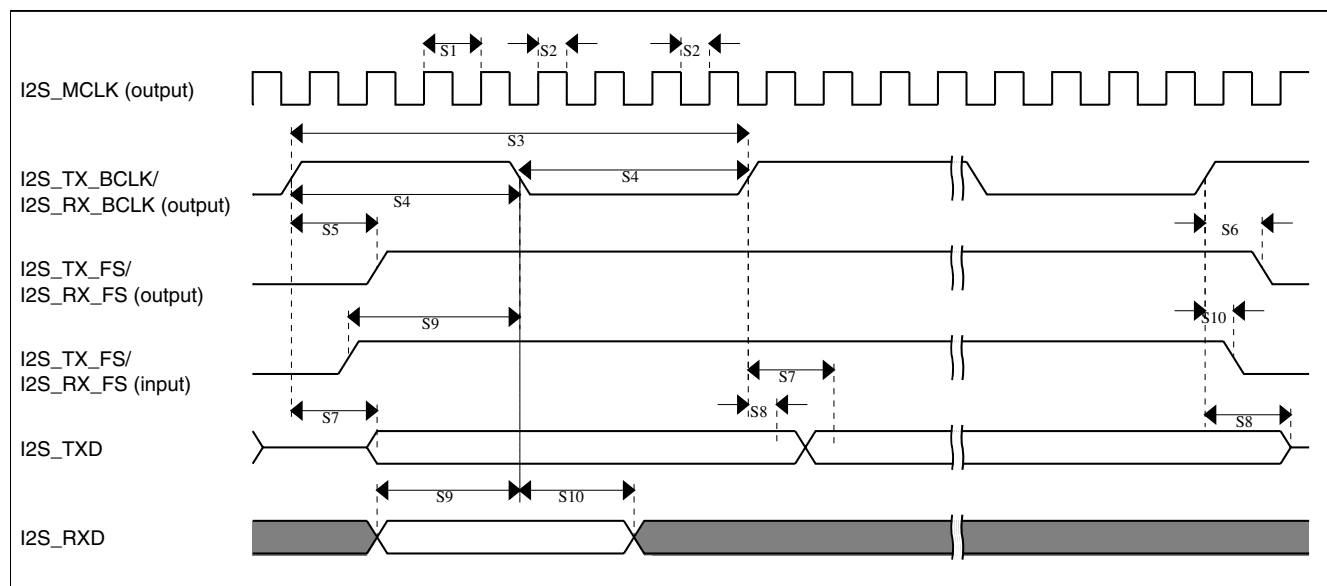 S1
S2
S2
I2S_MCLK (output)
S3
I2S_TX_BCLK/
I2S_RX_BCLK (output)
S4
S4
S5
S6
I2S_TX_FS/
I2S_RX_FS (output)
S9
S10
I2S_TX_FS/
I2S_RX_FS (input)
S7
S7
S8
S8
I2S_TXD
S9
S10
I2S_RXD